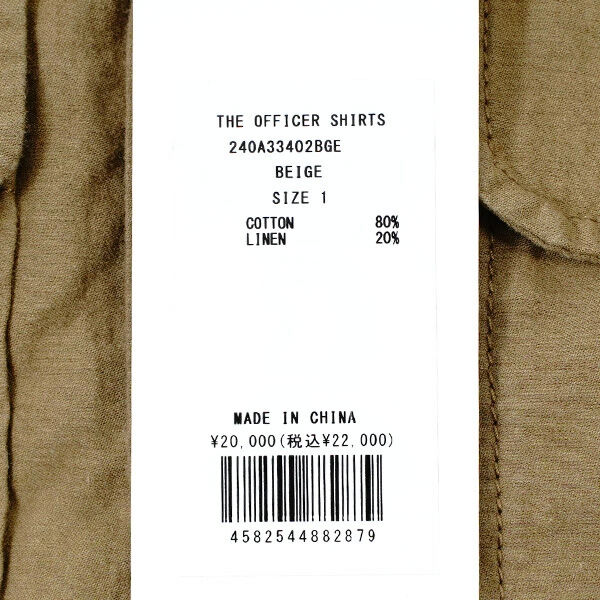 THE OFFICER SHIRTS
240A33402BGE
BEIGE
SIZE 1
COTTON 80%
LINEN 20%
MADE IN CHINA
¥20,000(税込¥22,000)
4582544882879